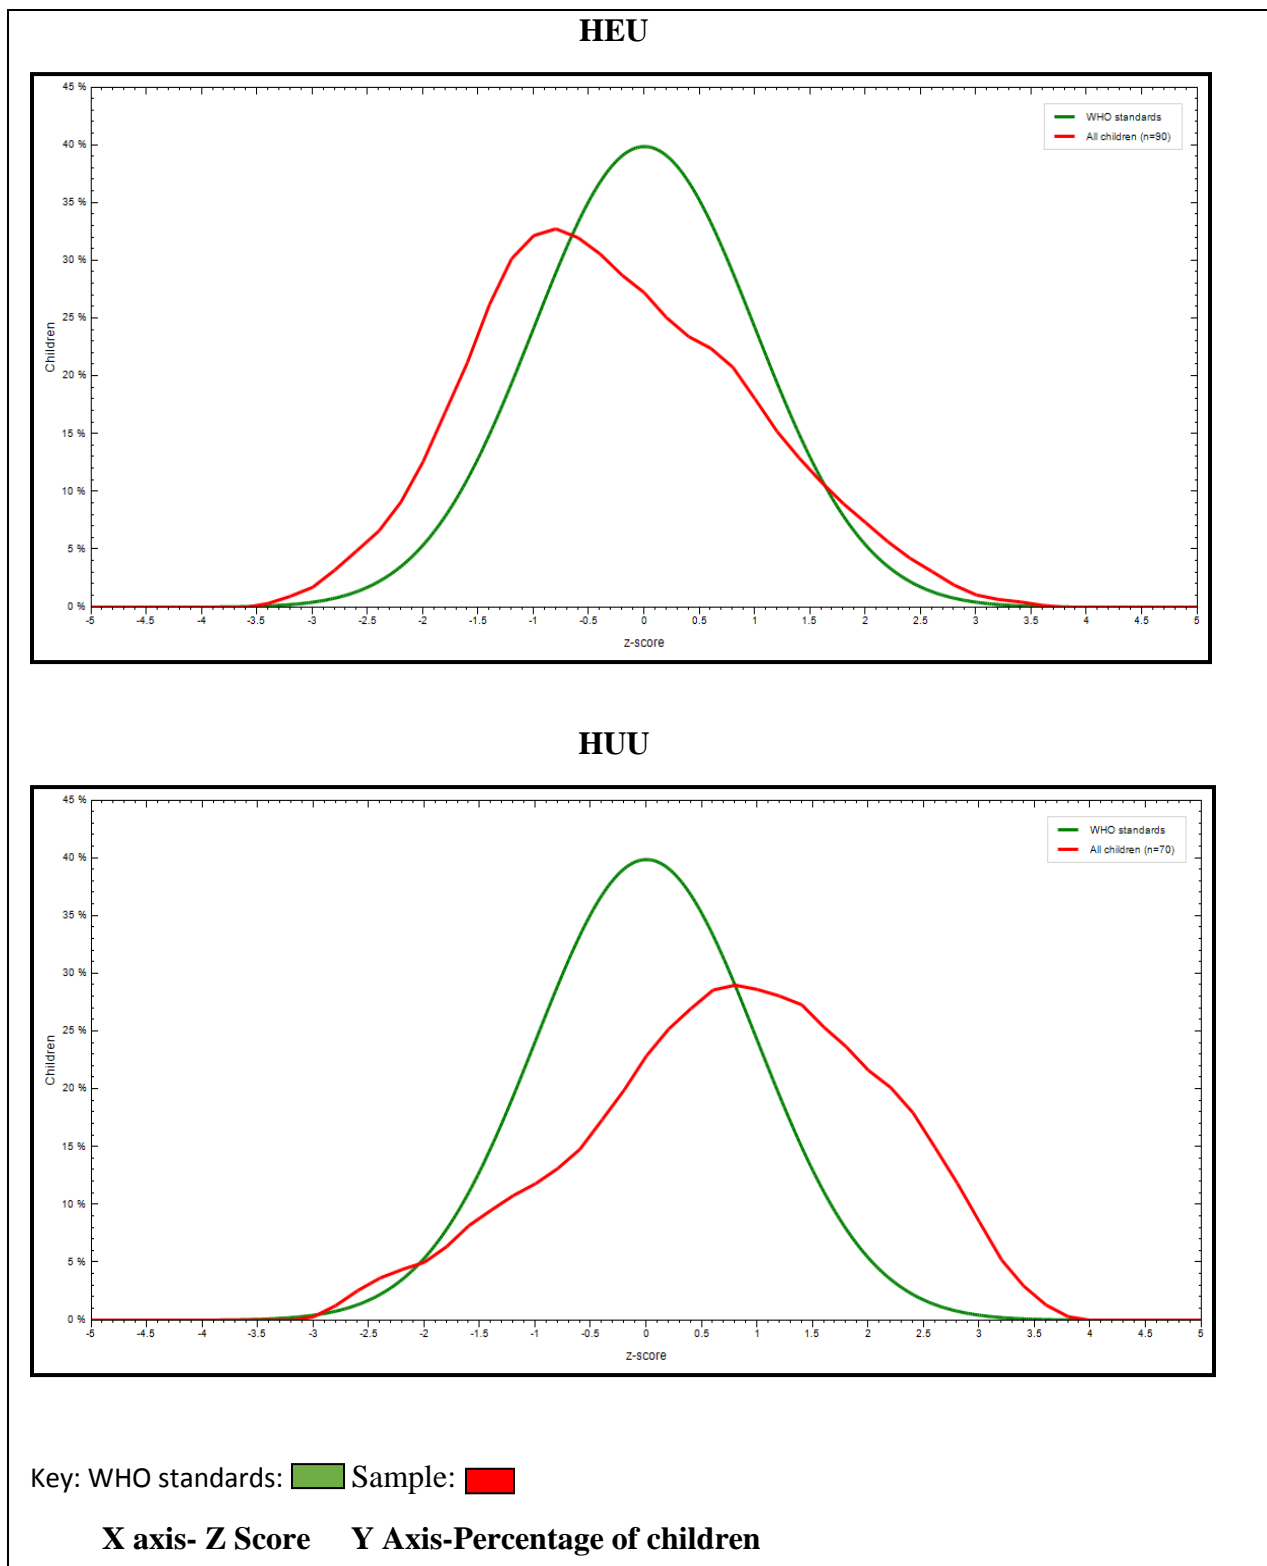 HEU
45 %
40 %
35 %
30 %
25 %
20 %
15 %
10 %
5 %
0 %
Children
WHO standards
All children (n=90)
-5 -4.5 -4 -3.5 -3 -2.5 -2 -1.5 -1 -0.5 0 0.5 1 1.5 2 2.5 3 3.5 4 4.5 5
z-score
HUU
45 %
40 %
35 %
30 %
25 %
20 %
15 %
10 %
5 %
0 %
Children
WHO standards
All children (n=70)
-5 -4.5 -4 -3.5 -3 -2.5 -2 -1.5 -1 -0.5 0 0.5 1 1.5 2 2.5 3 3.5 4 4.5 5
z-score
Key: WHO standards: Sample:
X axis- Z Score Y Axis-Percentage of children